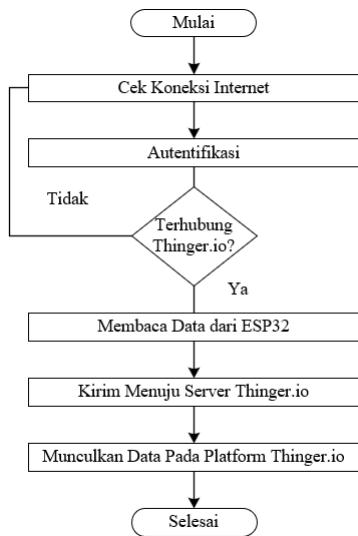 Mulai
Cek Koneksi Internet
Autentifikasi
Tidak
Terhubung
Thinger.io?
Ya
Membaca Data dari ESP32
Kirim Menuju Server Thinger.io
Munculkan Data Pada Platform Thinger.io
Selesai